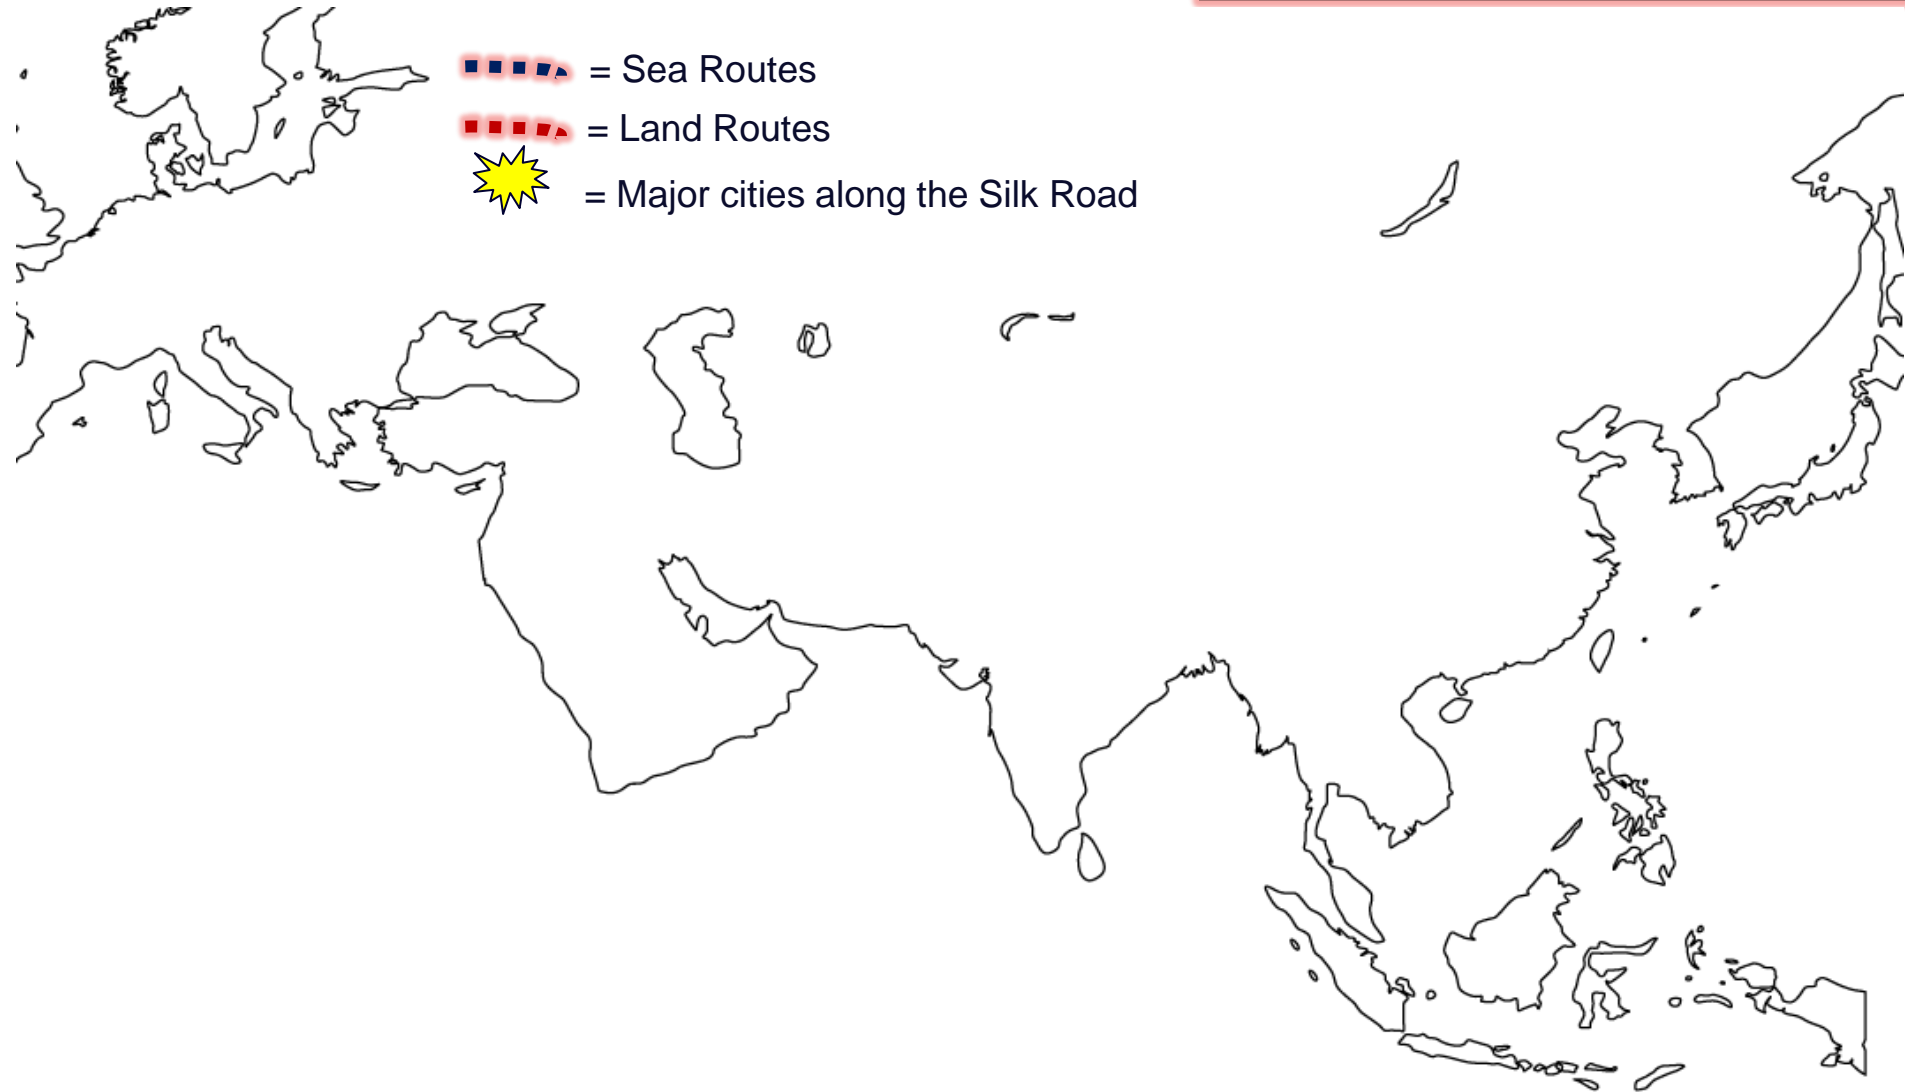 = Sea Routes
= Land Routes
= Major cities along the Silk Road